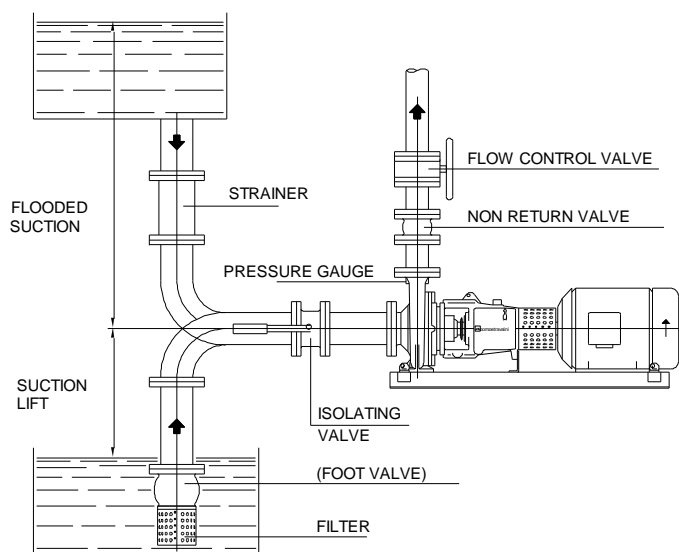 FLOW CONTROL VALVE
STRAINER
FLOODED
SUCTION
NON RETURN VALVE
PRESSURE GAUGE
SUCTION
LIFT
ISOLATING
VALVE
(FOOT VALVE)
FILTER